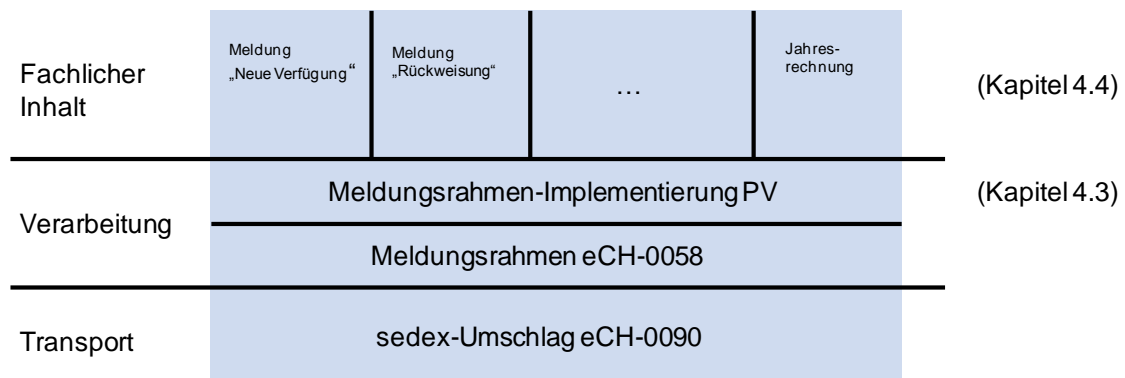 Fachlicher
Inhalt
Meldung
„Neue Verfügung“
Meldung
„Rückweisung“
…
Jahres-
rechnung
(Kapitel 4.4)
Verarbeitung
Meldungsrahmen-Implementierung PV
(Kapitel 4.3)
Meldungsrahmen eCH-0058
Transport
sedex-Umschlag eCH-0090